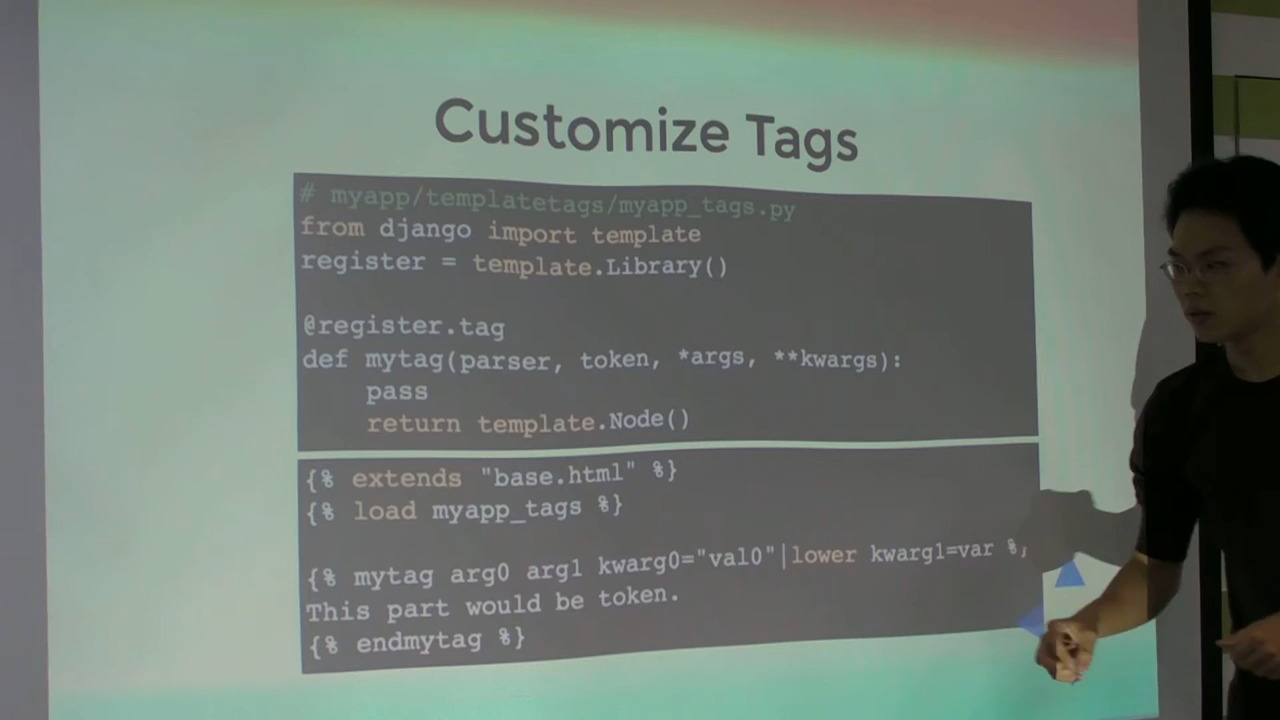 Customize Tags
# myapp/templatetags/myapp_tags.py
from django import template
register = template.Library()
@register.tag
def mytag(parser, token, *args, **kwargs):
pass
return template.Node()
{% extends "base.html" %}
{% load myapp_tags %}
{% mytag arg0 arg1 kwarg0="val0"|lower kwarg1=var %
This part would be token.
{% endmytag %}